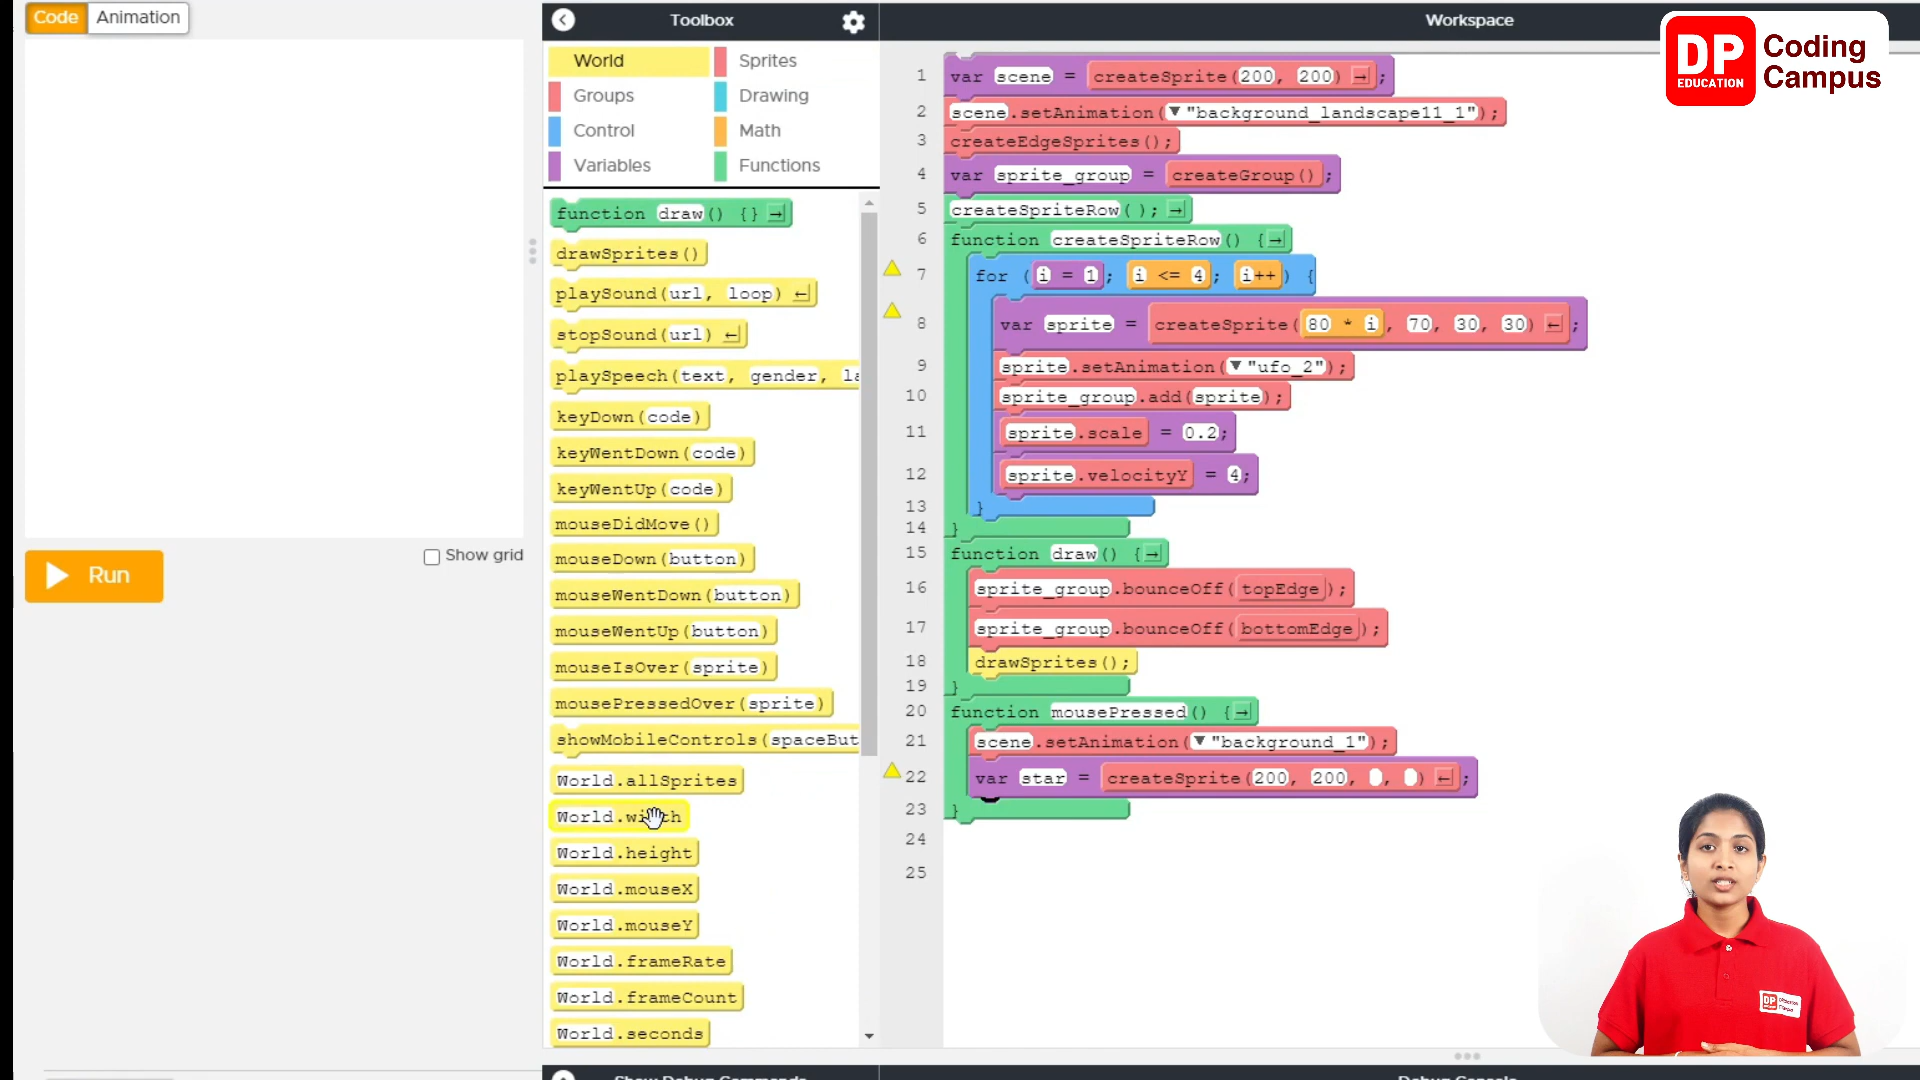 Code Animation
Toolbox
Workspace
DP
EDUCATION
Coding
Campus
World Sprites
Groups Drawing
Control Math
Variables Functions
function draw() {}
drawSprites()
playSound(url, loop)
stopSound(url)
playSpeech(text, gender, la
keyDown(code)
keyWentDown(code)
keyWentUp(code)
mouseDidMove()
mouseDown(button)
mouseWentDown(button)
mouseWentUp(button)
mouseIsOver(sprite)
mousePressedOver(sprite)
showMobileControls(spaceBut
World.allSprites
World.width
World.height
World.mouseX
World.mouseY
World.frameRate
World.frameCount
World.seconds
Run
Show grid
1 var scene = createSprite(200, 200);
2 scene.setAnimation("background_landscape11_1");
3 createEdgeSprites();
4 var sprite_group = createGroup();
5 createSpriteRow();
6 function createSpriteRow() {
7 for (i = 1; i <= 4; i++) {
8 var sprite = createSprite(80 * i, 70, 30, 30);
9 sprite.setAnimation("ufo_2");
10 sprite_group.add(sprite);
11 sprite.scale = 0.2;
12 sprite.velocityY = 4;
13 }
14 }
15 function draw() {
16 sprite_group.bounceOff(topEdge);
17 sprite_group.bounceOff(bottomEdge);
18 drawSprites();
19 }
20 function mousePressed() {
21 scene.setAnimation("background_1");
22 var star = createSprite(200, 200, , );
23 }
24
25
DP